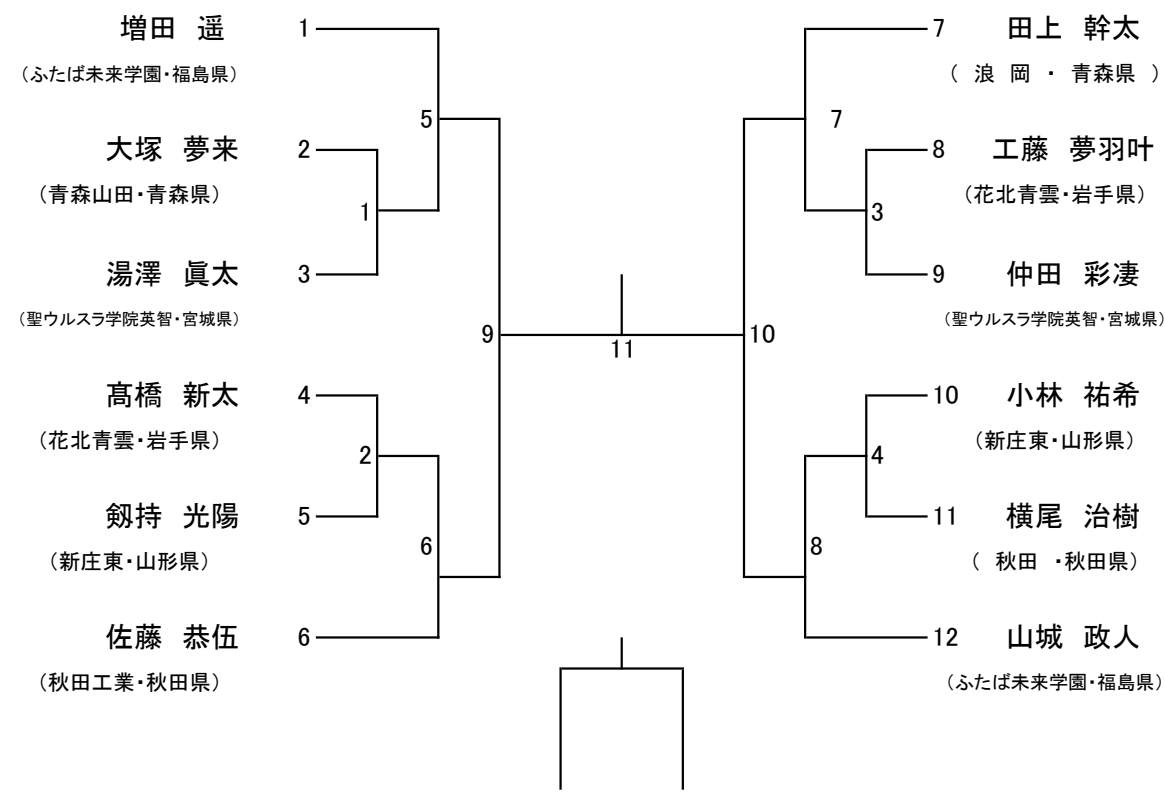 増田 遥 1
（ふたば未来学園・福島県）
大塚 夢来 2
（青森山田・青森県）
湯澤 眞太 3
（聖ウルスラ学院英智・宮城県）
髙橋 新太 4
（花北青雲・岩手県）
剱持 光陽 5
（新庄東・山形県）
佐藤 恭伍 6
（秋田工業・秋田県）
5
1
2
6
9
11
10
7
3
4
8
7 田上 幹太
（ 浪 岡 ・ 青森県 ）
8 工藤 夢羽叶
（花北青雲・岩手県）
9 仲田 彩凄
（聖ウルスラ学院英智・宮城県）
10 小林 祐希
（新庄東・山形県）
11 横尾 治樹
（ 秋田 ・秋田県）
12 山城 政人
（ふたば未来学園・福島県）